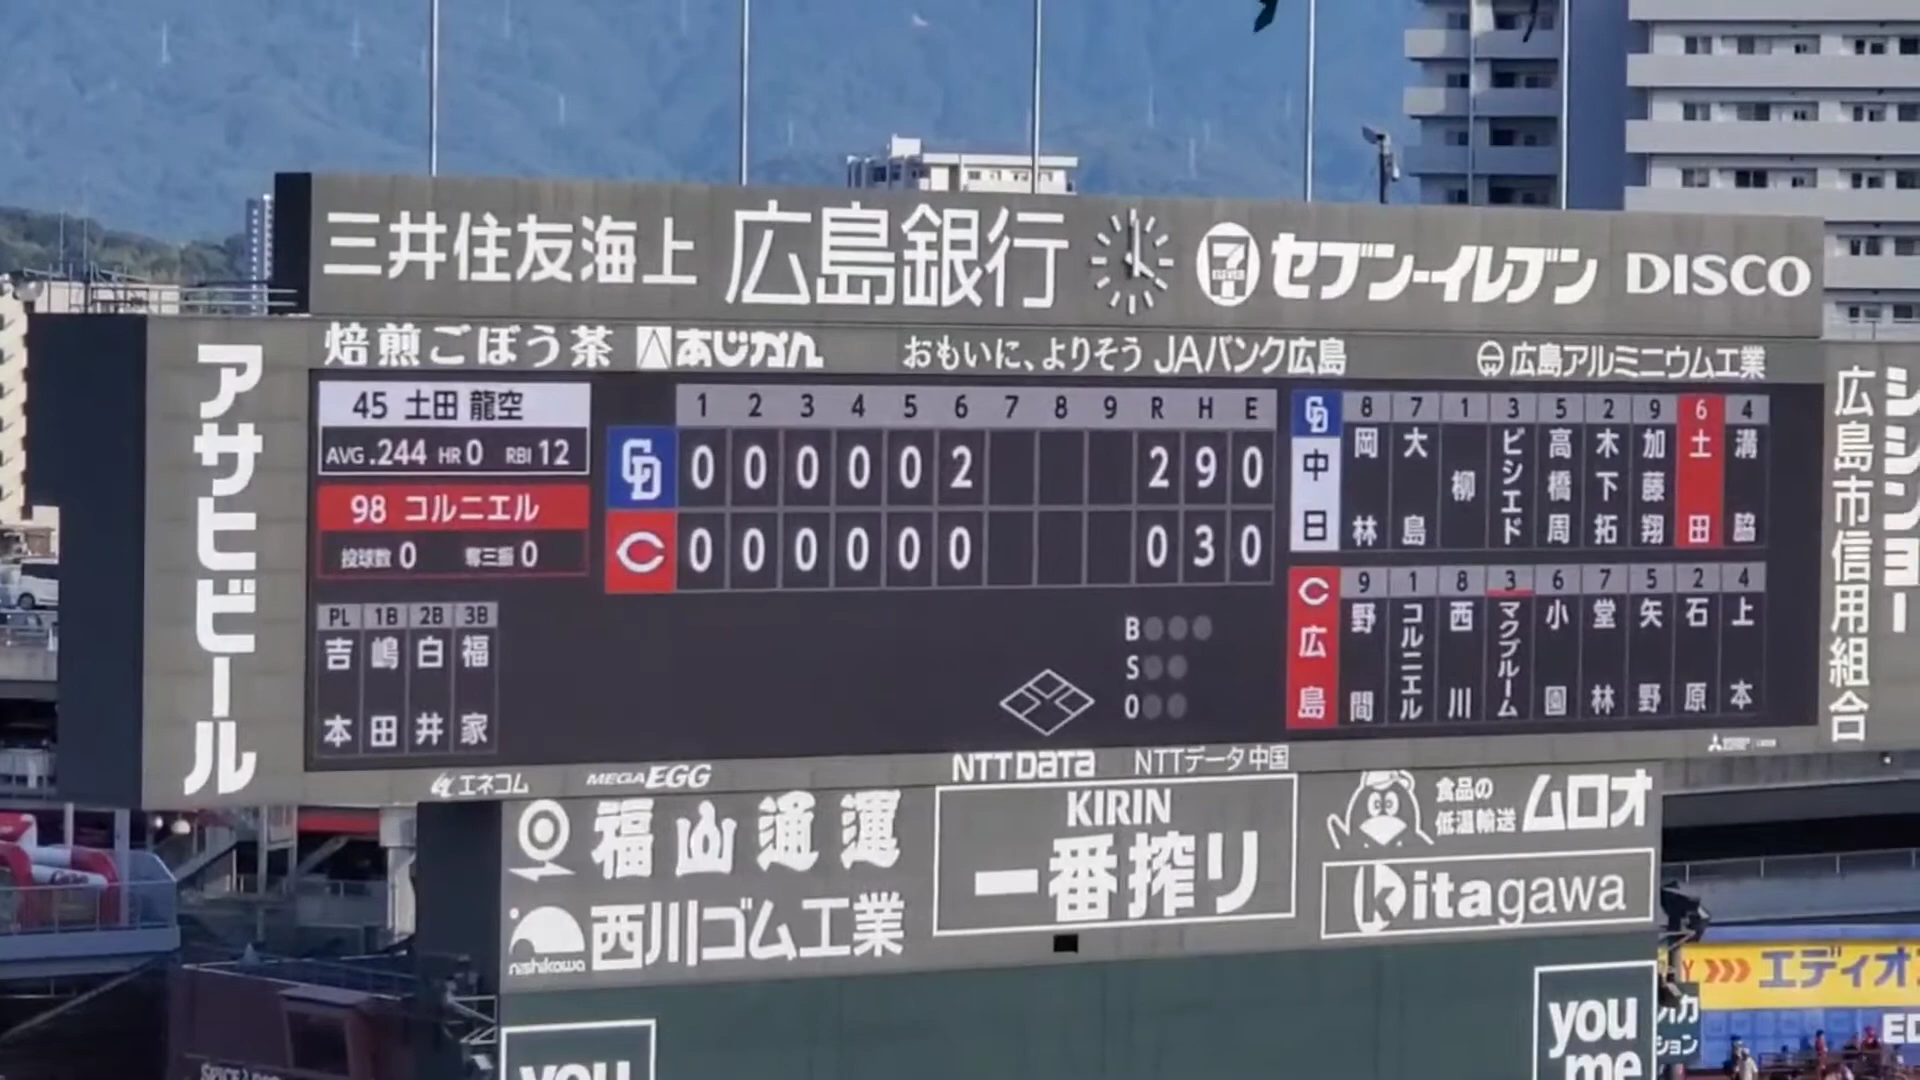 三井住友海上 広島銀行 セブン-イレブン DISCO
焙煎ごぼう茶 あじかん おもいに、よりそう JAバンク広島 広島アルミニウム工業
アサヒビール
45 土田 龍空
AVG .244 HR 0 RBI 12
98 コルニエル
投球数 0 奪三振 0
PL 1B 2B 3B
吉本 嶋田 白井 福家
1 2 3 4 5 6 7 8 9 R H E
CD 0 0 0 0 0 2 2 9 0
C 0 0 0 0 0 0 0 3 0
B
S
O
CD 8 7 1 3 5 2 9 6 4
中日 岡林 大島 柳 ビシエド 高橋周 木下拓 加藤翔 土田 溝脇
C 9 1 8 3 6 7 5 2 4
広島 野間 コルニエル 西川 マクブルーム 小園 堂林 矢野 石原 上本
広島市信用組合
シシンヨー
エネコム MEGA EGG NTT DATA NTTデータ中国
福山通運
nishikawa 西川ゴム工業
KIRIN
一番搾り
食品の
低温輸送 ムロオ
Kitagawa
エディオ
you
you
me